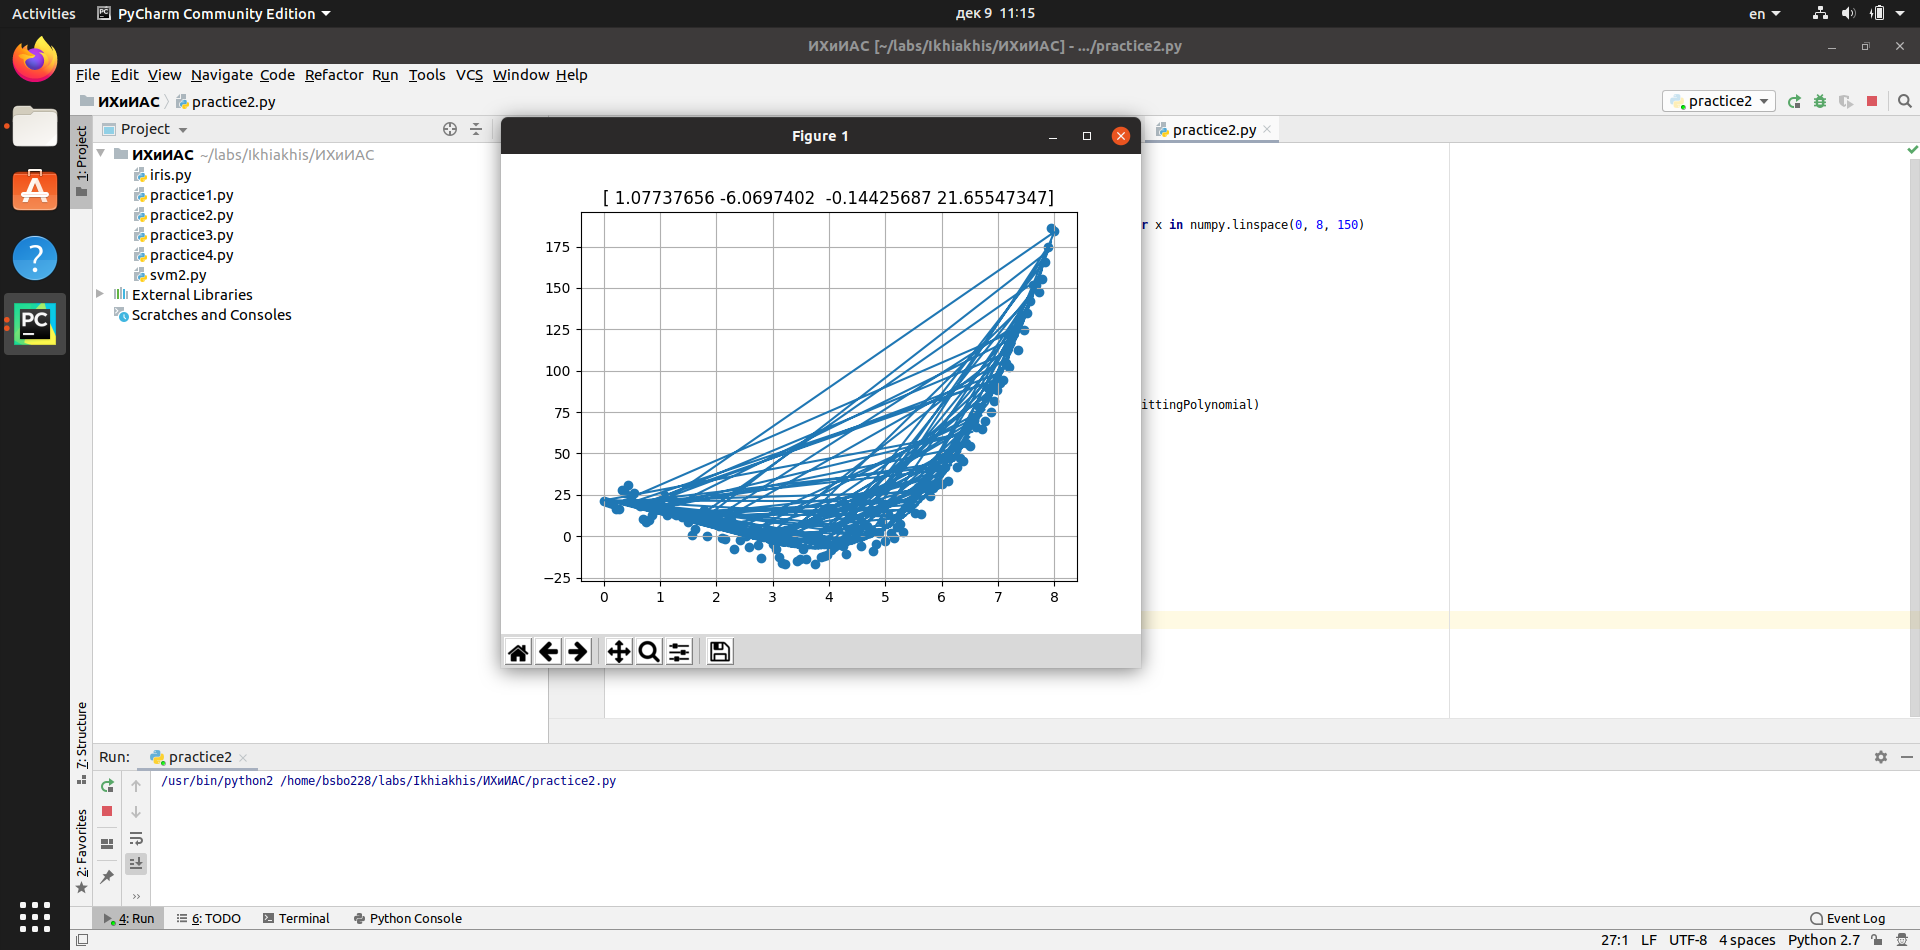 Activities PyCharm Community Edition дек 9 11:15 en
ИХиИАС [~/labs/Ikhiakhis/ИХиИАС] - .../practice2.py
File Edit View Navigate Code Refactor Run Tools VCS Window Help
ИХиИАС practice2.py practice2
1: Project
Project
practice2.py
ИХиИАС ~/labs/Ikhiakhis/ИХиИАС
iris.py
practice1.py
practice2.py
practice3.py
practice4.py
svm2.py
External Libraries
Scratches and Consoles
Figure 1
[ 1.07737656 -6.0697402 -0.14425687 21.65547347]
175
150
125
100
75
50
25
0
−25
0 1 2 3 4 5 6 7 8
r x in numpy.linspace(0, 8, 150)
ittingPolynomial)
7: Structure
2: Favorites
Run: practice2
/usr/bin/python2 /home/bsbo228/labs/Ikhiakhis/ИХиИАС/practice2.py
4: Run 6: TODO Terminal Python Console Event Log
27:1 LF UTF-8 4 spaces Python 2.7